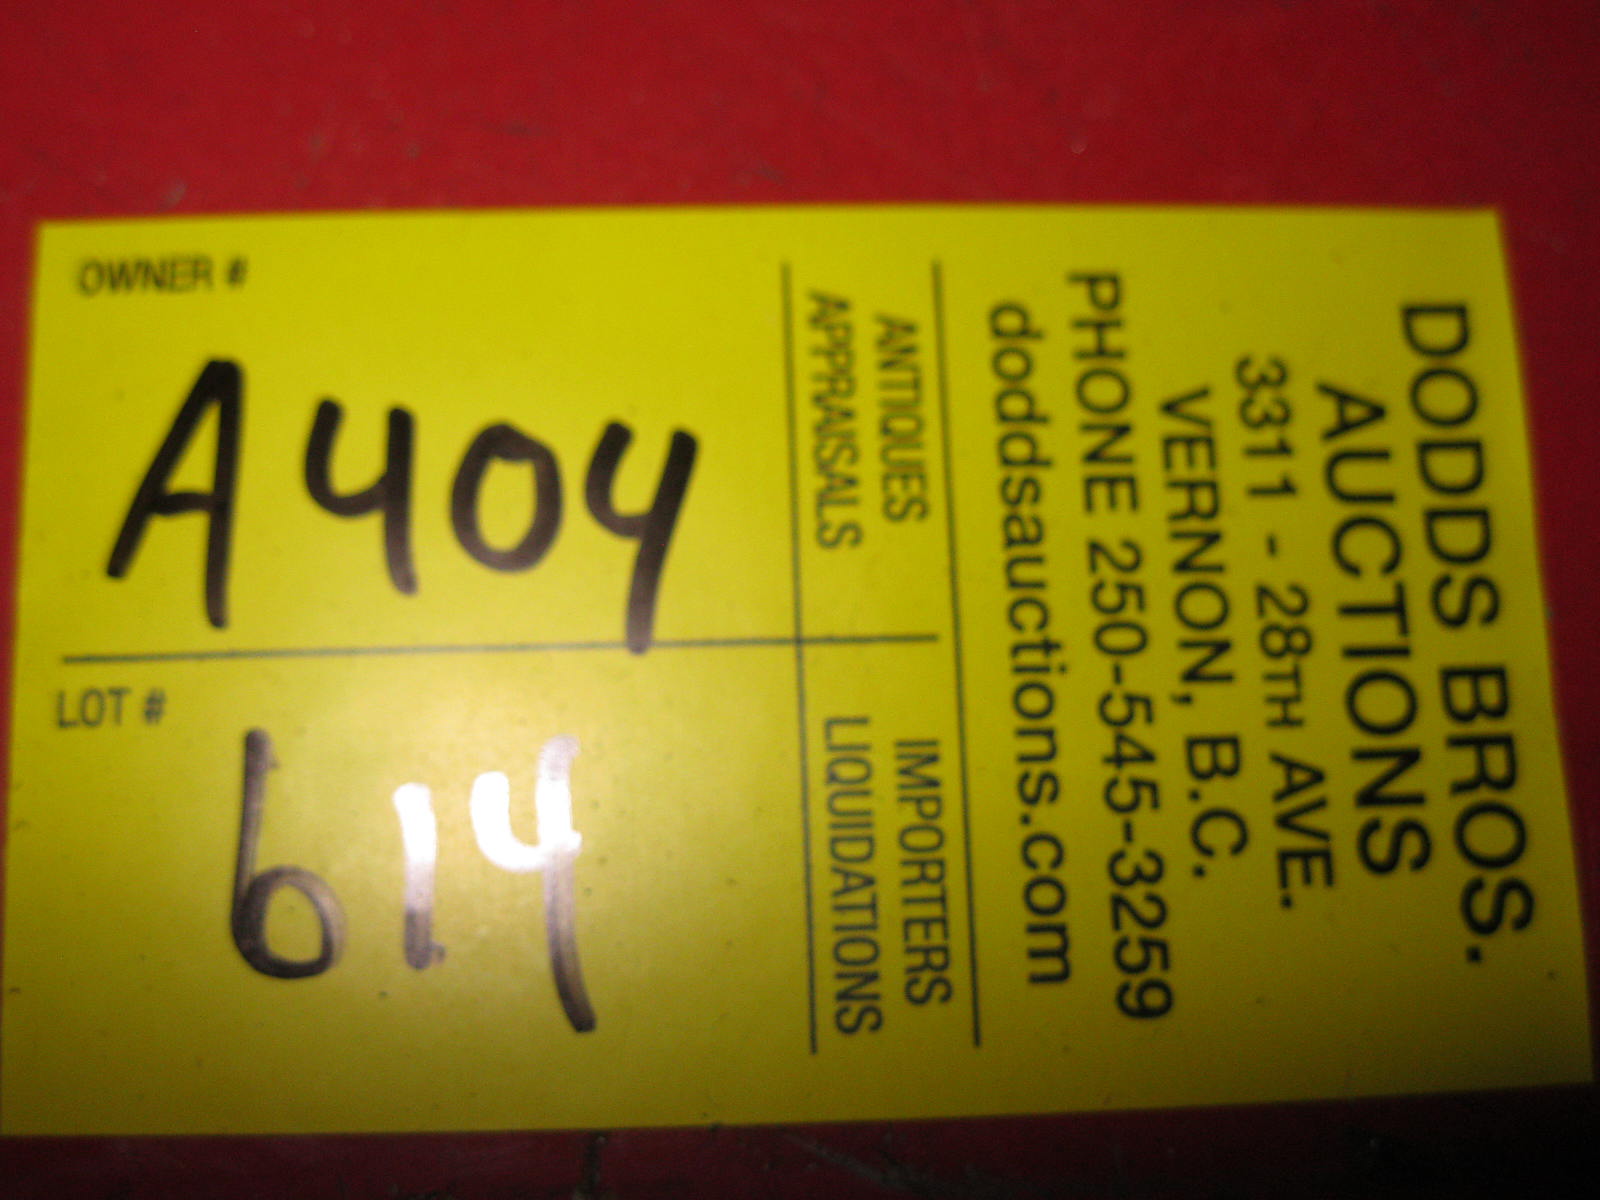 DODDS BROS.
AUCTIONS
3311 - 28TH AVE.
VERNON, B.C.
PHONE 250-545-3259
doddsauctions.com
ANTIQUES
APPRAISALS
IMPORTERS
LIQUIDATIONS
OWNER #
A404
LOT #
614